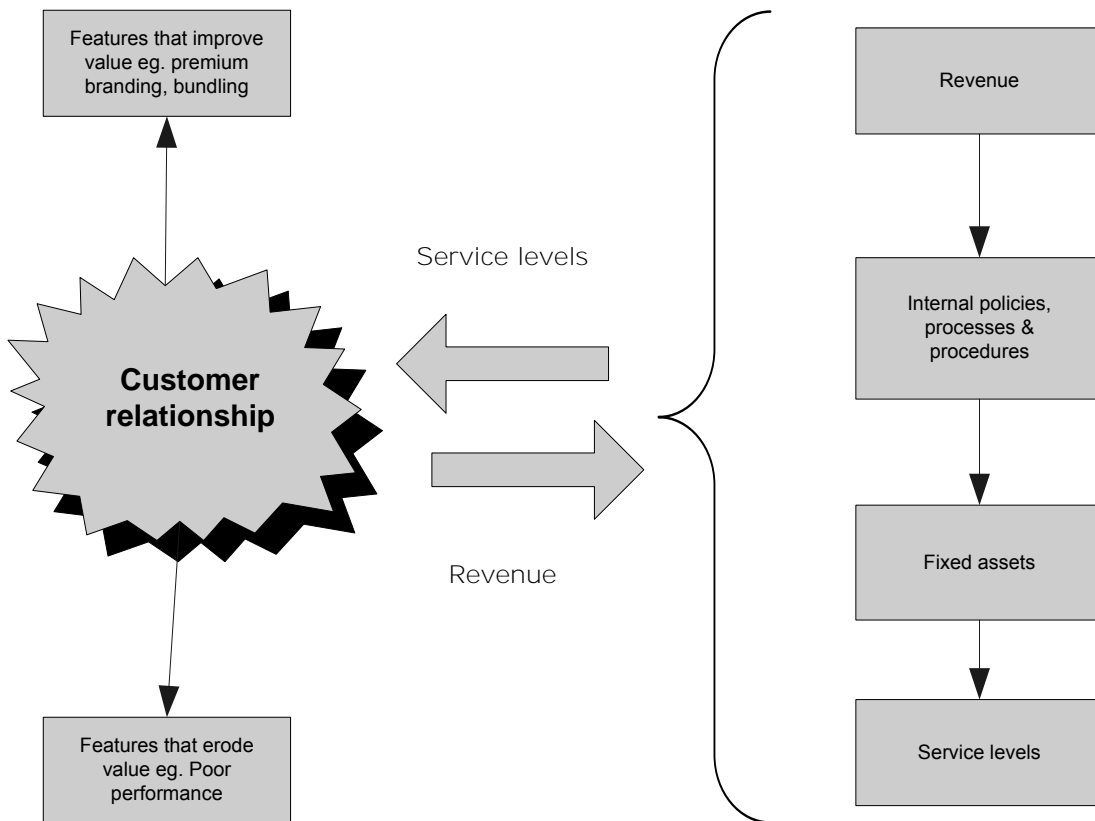 Features that improve
value eg. premium
branding, bundling
Customer
relationship
Features that erode
value eg. Poor
performance
Service levels
Revenue
Revenue
Internal policies,
processes &
procedures
Fixed assets
Service levels